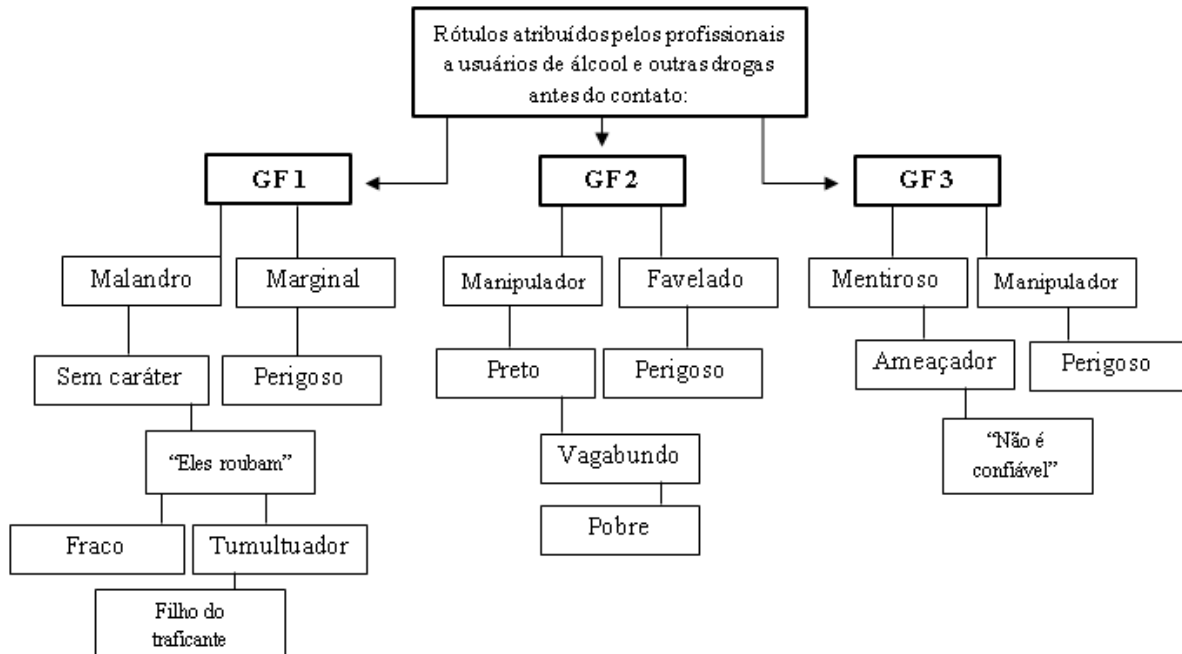 Rótulos atribuídos pelos profissionais
a usuários de álcool e outras drogas
antes do contato:
GF 1
GF 2
GF 3
Malandro
Marginal
Manipulador
Favelado
Mentiroso
Manipulador
Sem caráter
Perigoso
Preto
Perigoso
Ameaçador
Perigoso
“Eles roubam”
Vagabundo
“Não é
confiável”
Fraco
Tumultuador
Pobre
Filho do
traficante